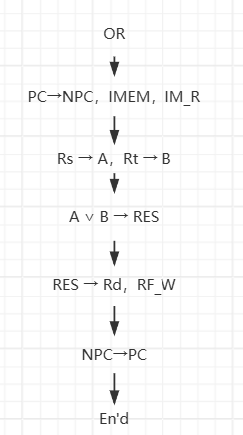 OR
PC→NPC, IMEM, IM_R
Rs → A, Rt → B
A ∨ B → RES
RES → Rd, RF_W
NPC→PC
En'd